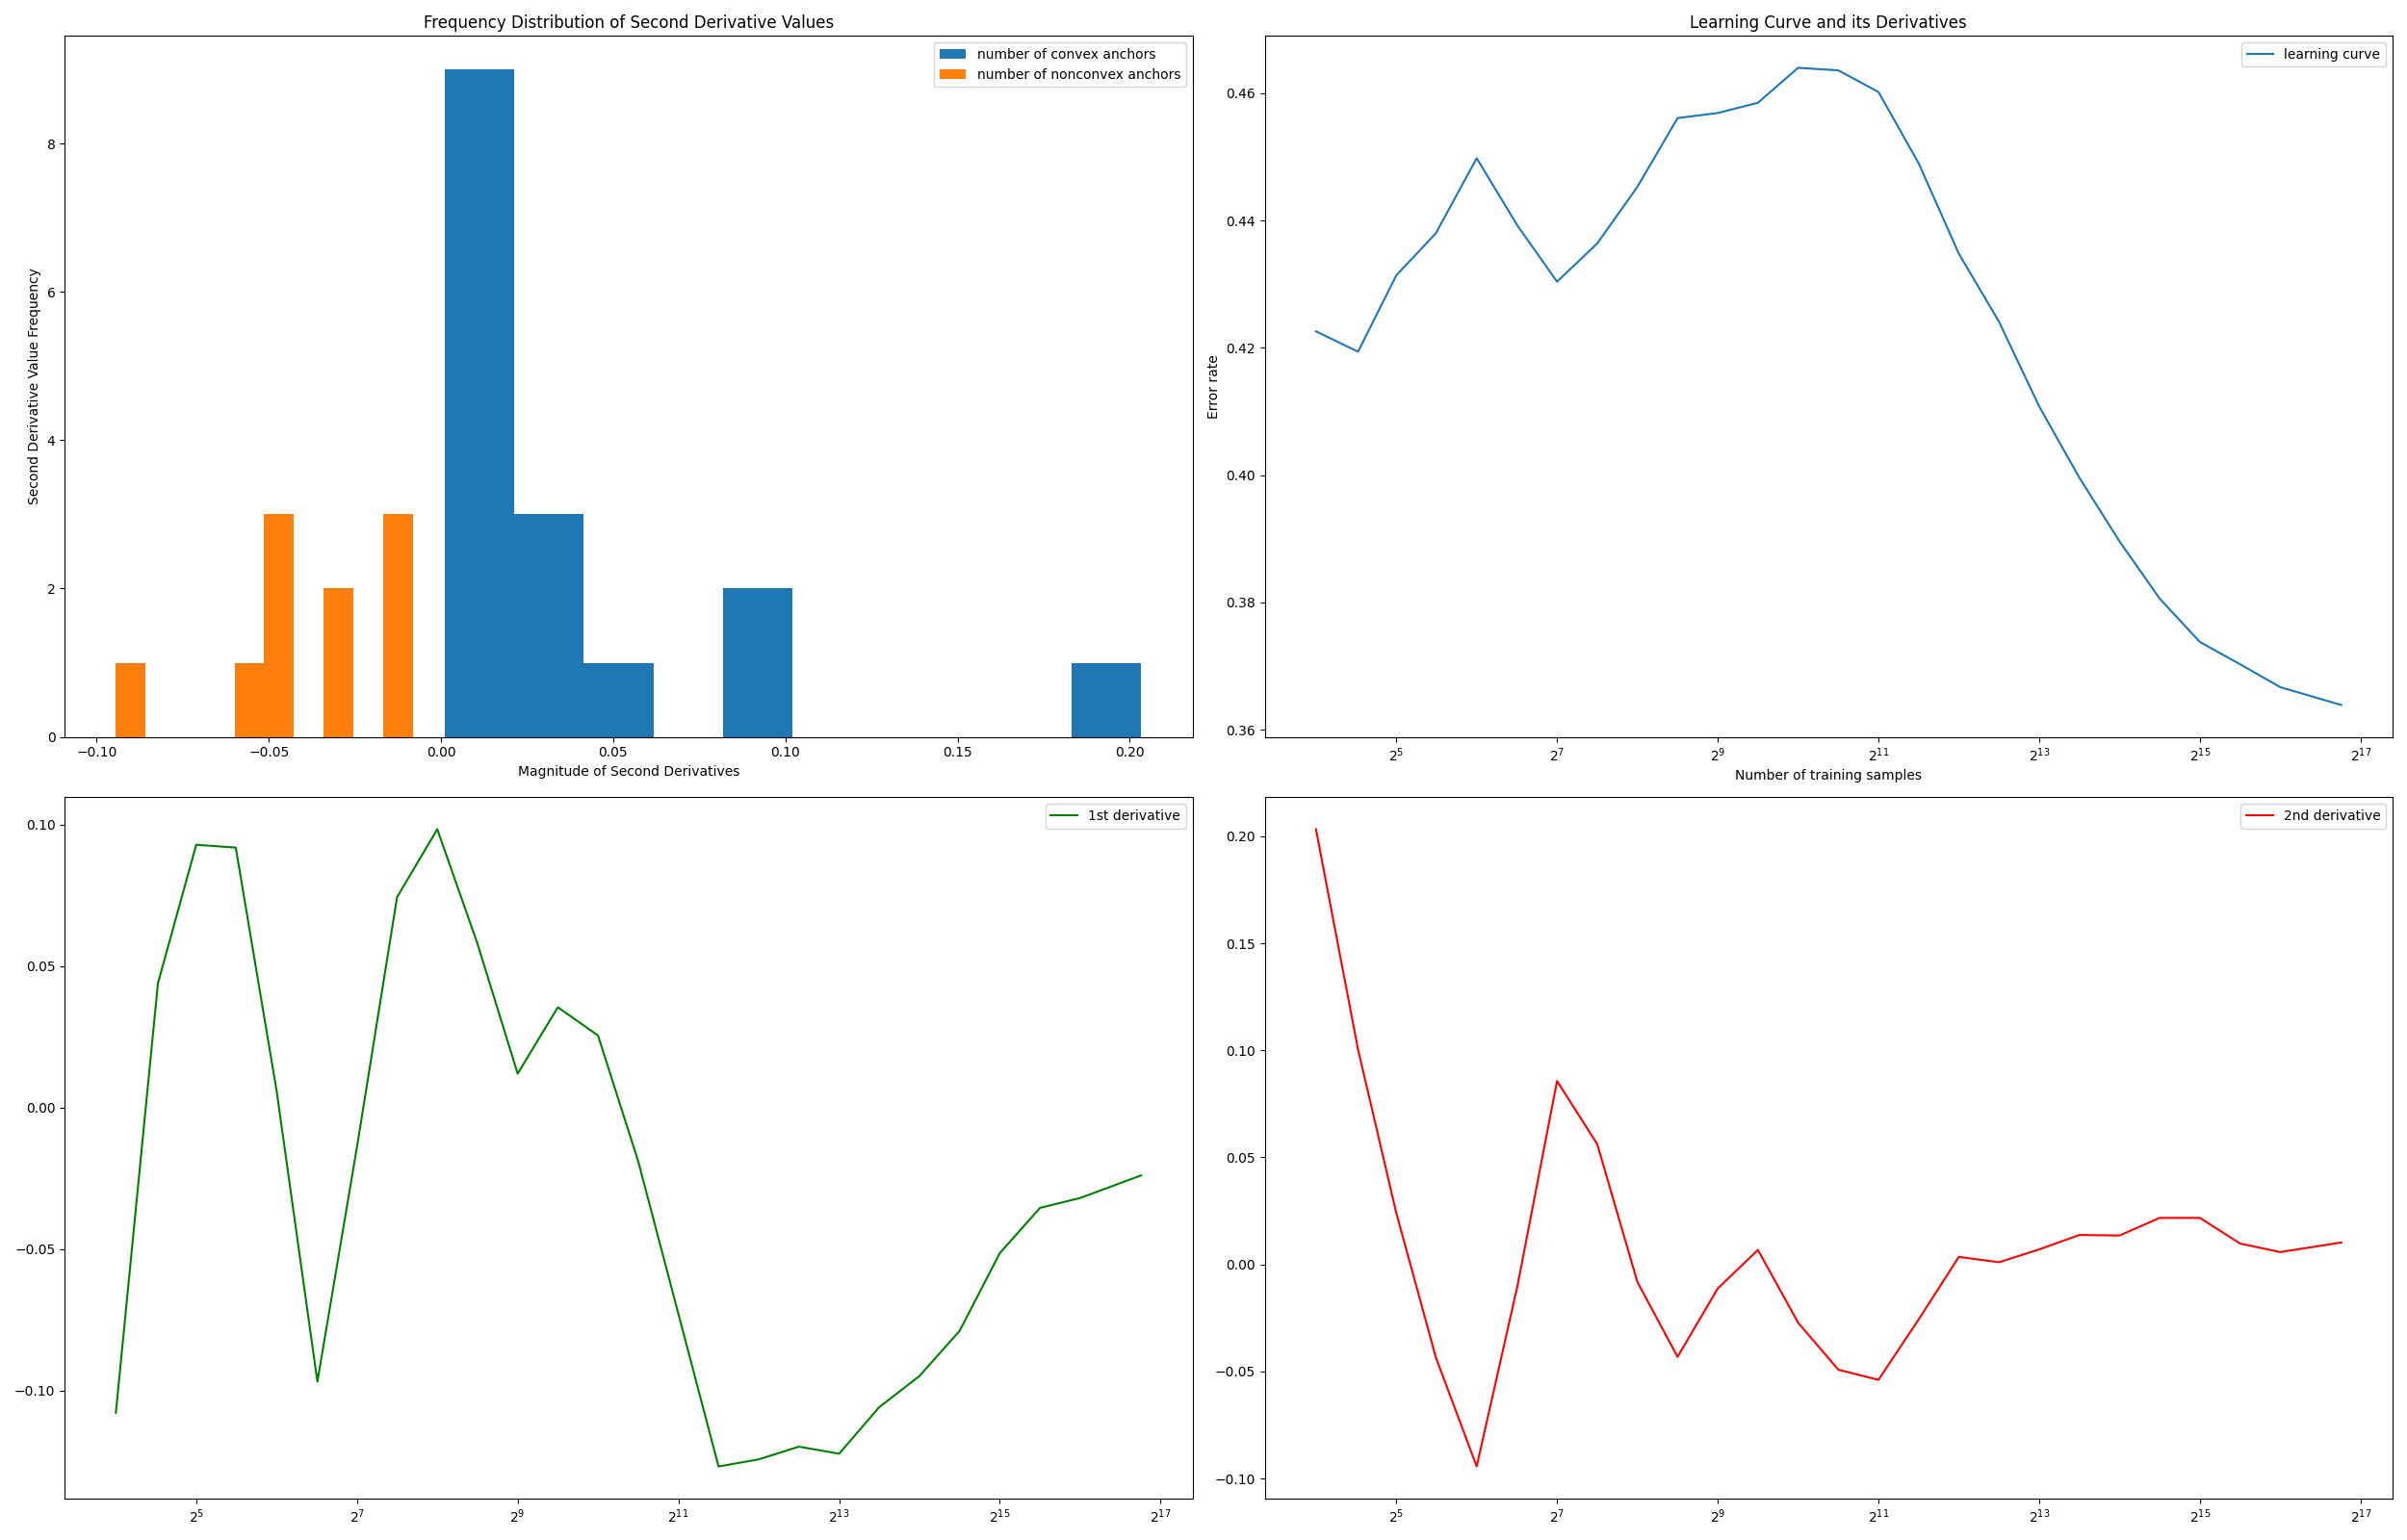 Frequency Distribution of Second Derivative Values
number of convex anchors
number of nonconvex anchors
Second Derivative Value Frequency
8
6
4
2
0
−0.10 −0.05 0.00 0.05 0.10 0.15 0.20
Magnitude of Second Derivatives
Learning Curve and its Derivatives
learning curve
Error rate
0.46
0.44
0.42
0.40
0.38
0.36
2^5 2^7 2^9 2^11 2^13 2^15 2^17
Number of training samples
1st derivative
0.10
0.05
0.00
−0.05
−0.10
2^5 2^7 2^9 2^11 2^13 2^15 2^17
2nd derivative
0.20
0.15
0.10
0.05
0.00
−0.05
−0.10
2^5 2^7 2^9 2^11 2^13 2^15 2^17